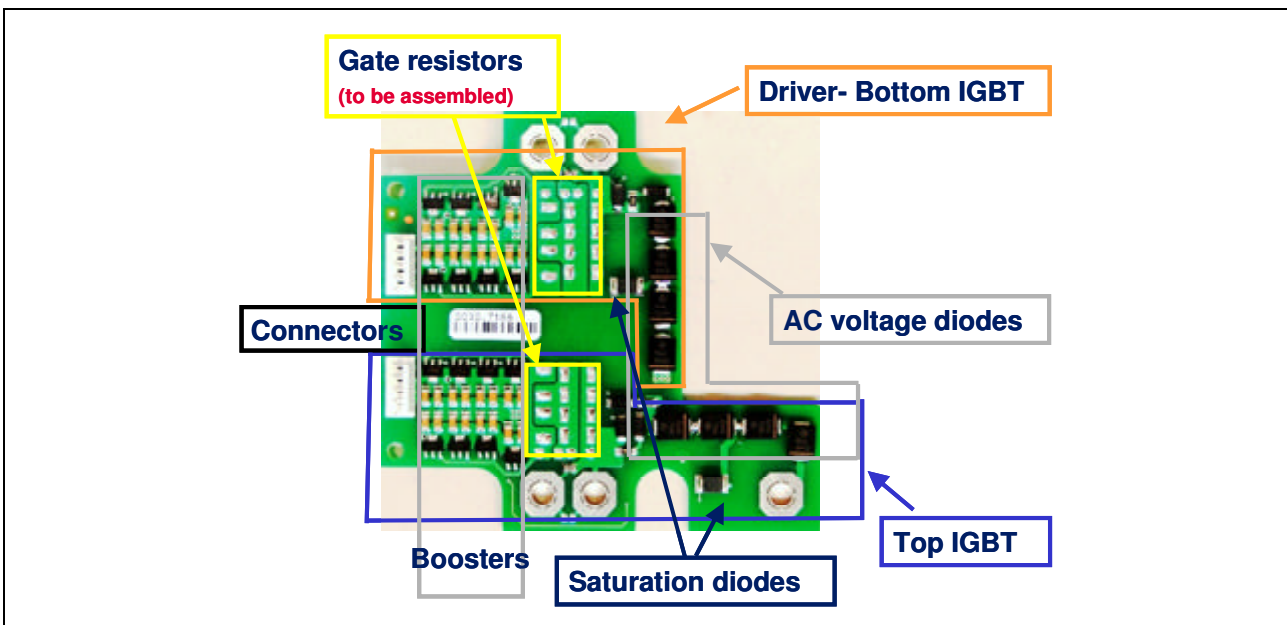 Gate resistors
(to be assembled)
Driver- Bottom IGBT
Connectors
AC voltage diodes
Top IGBT
Boosters
Saturation diodes